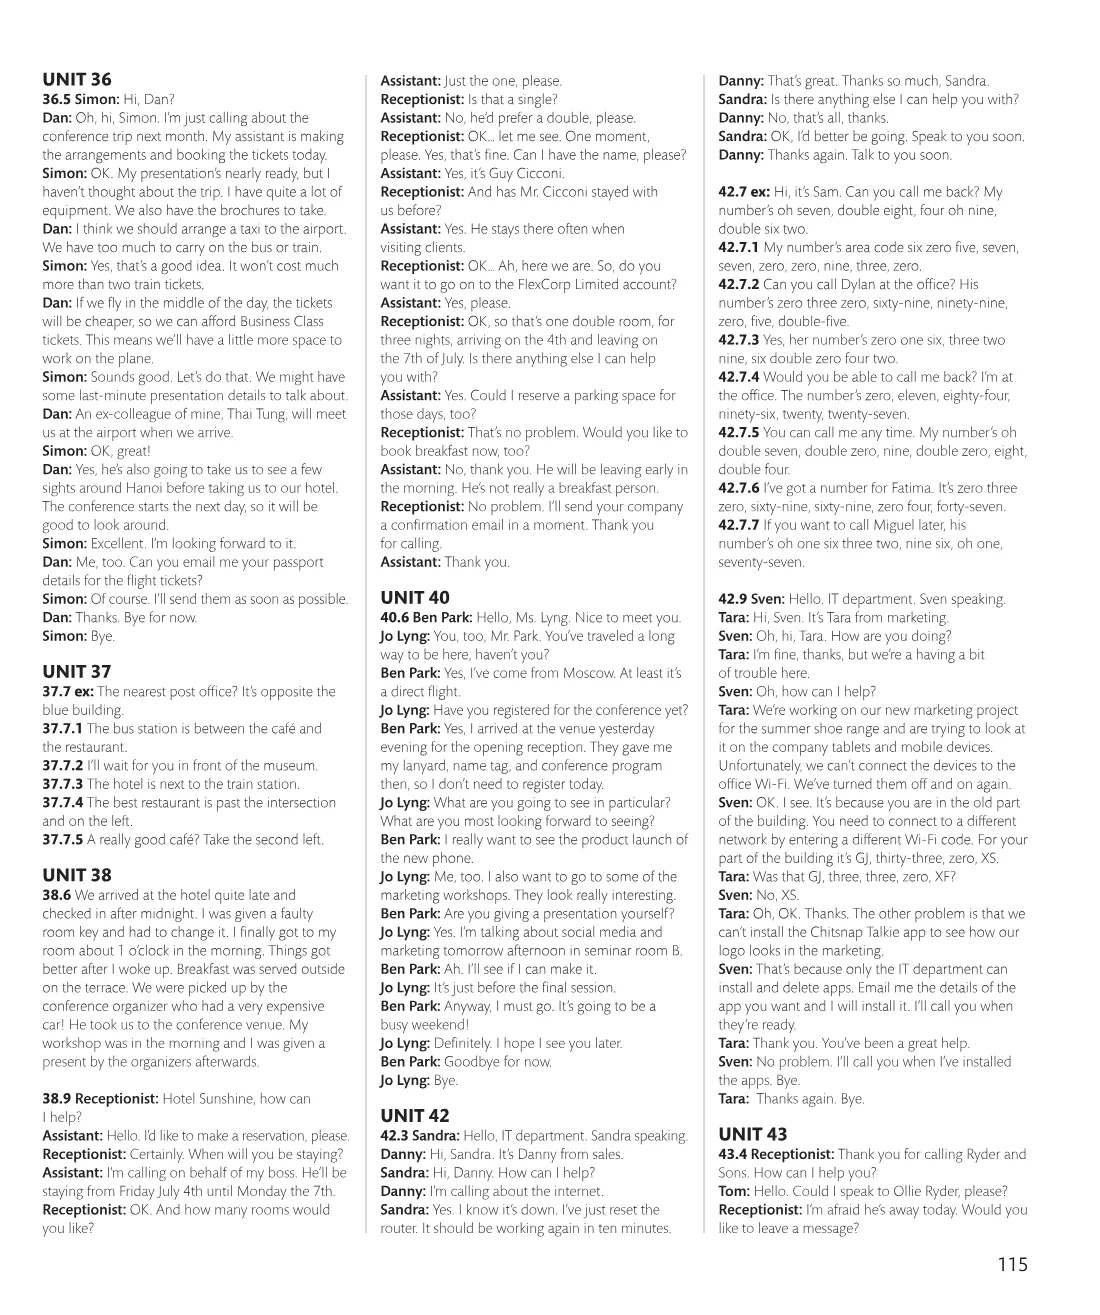 UNIT 36
36.5 Simon: Hi, Dan?
Dan: Oh, hi, Simon. I’m just calling about the
conference trip next month. My assistant is making
the arrangements and booking the tickets today.
Simon: OK. My presentation’s nearly ready, but I
haven’t thought about the trip. I have quite a lot of
equipment. We also have the brochures to take.
Dan: I think we should arrange a taxi to the airport.
We have too much to carry on the bus or train.
Simon: Yes, that’s a good idea. It won’t cost much
more than two train tickets.
Dan: If we fly in the middle of the day, the tickets
will be cheaper, so we can afford Business Class
tickets. This means we’ll have a little more space to
work on the plane.
Simon: Sounds good. Let’s do that. We might have
some last-minute presentation details to talk about.
Dan: An ex-colleague of mine, Thai Tung, will meet
us at the airport when we arrive.
Simon: OK, great!
Dan: Yes, he’s also going to take us to see a few
sights around Hanoi before taking us to our hotel.
The conference starts the next day, so it will be
good to look around.
Simon: Excellent. I’m looking forward to it.
Dan: Me, too. Can you email me your passport
details for the flight tickets?
Simon: Of course. I’ll send them as soon as possible.
Dan: Thanks. Bye for now.
Simon: Bye.
UNIT 37
37.7 ex: The nearest post office? It’s opposite the
blue building.
37.7.1 The bus station is between the café and
the restaurant.
37.7.2 I’ll wait for you in front of the museum.
37.7.3 The hotel is next to the train station.
37.7.4 The best restaurant is past the intersection
and on the left.
37.7.5 A really good café? Take the second left.
UNIT 38
38.6 We arrived at the hotel quite late and
checked in after midnight. I was given a faulty
room key and had to change it. I finally got to my
room about 1 o’clock in the morning. Things got
better after I woke up. Breakfast was served outside
on the terrace. We were picked up by the
conference organizer who had a very expensive
car! He took us to the conference venue. My
workshop was in the morning and I was given a
present by the organizers afterwards.
38.9 Receptionist: Hotel Sunshine, how can
I help?
Assistant: Hello. I’d like to make a reservation, please.
Receptionist: Certainly. When will you be staying?
Assistant: I’m calling on behalf of my boss. He’ll be
staying from Friday July 4th until Monday the 7th.
Receptionist: OK. And how many rooms would
you like?
Assistant: Just the one, please.
Receptionist: Is that a single?
Assistant: No, he’d prefer a double, please.
Receptionist: OK... let me see. One moment,
please. Yes, that’s fine. Can I have the name, please?
Assistant: Yes, it’s Guy Cicconi.
Receptionist: And has Mr. Cicconi stayed with
us before?
Assistant: Yes. He stays there often when
visiting clients.
Receptionist: OK... Ah, here we are. So, do you
want it to go on to the FlexCorp Limited account?
Assistant: Yes, please.
Receptionist: OK, so that’s one double room, for
three nights, arriving on the 4th and leaving on
the 7th of July. Is there anything else I can help
you with?
Assistant: Yes. Could I reserve a parking space for
those days, too?
Receptionist: That’s no problem. Would you like to
book breakfast now, too?
Assistant: No, thank you. He will be leaving early in
the morning. He’s not really a breakfast person.
Receptionist: No problem. I’ll send your company
a confirmation email in a moment. Thank you
for calling.
Assistant: Thank you.
UNIT 40
40.6 Ben Park: Hello, Ms. Lyng. Nice to meet you.
Jo Lyng: You, too, Mr. Park. You’ve traveled a long
way to be here, haven’t you?
Ben Park: Yes, I’ve come from Moscow. At least it’s
a direct flight.
Jo Lyng: Have you registered for the conference yet?
Ben Park: Yes, I arrived at the venue yesterday
evening for the opening reception. They gave me
my lanyard, name tag, and conference program
then, so I don’t need to register today.
Jo Lyng: What are you going to see in particular?
What are you most looking forward to seeing?
Ben Park: I really want to see the product launch of
the new phone.
Jo Lyng: Me, too. I also want to go to some of the
marketing workshops. They look really interesting.
Ben Park: Are you giving a presentation yourself?
Jo Lyng: Yes. I’m talking about social media and
marketing tomorrow afternoon in seminar room B.
Ben Park: Ah. I’ll see if I can make it.
Jo Lyng: It’s just before the final session.
Ben Park: Anyway, I must go. It’s going to be a
busy weekend!
Jo Lyng: Definitely. I hope I see you later.
Ben Park: Goodbye for now.
Jo Lyng: Bye.
UNIT 42
42.3 Sandra: Hello, IT department. Sandra speaking.
Danny: Hi, Sandra. It’s Danny from sales.
Sandra: Hi, Danny. How can I help?
Danny: I’m calling about the internet.
Sandra: Yes. I know it’s down. I’ve just reset the
router. It should be working again in ten minutes.
Danny: That’s great. Thanks so much, Sandra.
Sandra: Is there anything else I can help you with?
Danny: No, that’s all, thanks.
Sandra: OK, I’d better be going. Speak to you soon.
Danny: Thanks again. Talk to you soon.
42.7 ex: Hi, it’s Sam. Can you call me back? My
number’s oh seven, double eight, four oh nine,
double six two.
42.7.1 My number’s area code six zero five, seven,
seven, zero, zero, nine, three, zero.
42.7.2 Can you call Dylan at the office? His
number’s zero three zero, sixty-nine, ninety-nine,
zero, five, double-five.
42.7.3 Yes, her number’s zero one six, three two
nine, six double zero four two.
42.7.4 Would you be able to call me back? I’m at
the office. The number’s zero, eleven, eighty-four,
ninety-six, twenty, twenty-seven.
42.7.5 You can call me any time. My number’s oh
double seven, double zero, nine, double zero, eight,
double four.
42.7.6 I’ve got a number for Fatima. It’s zero three
zero, sixty-nine, sixty-nine, zero four, forty-seven.
42.7.7 If you want to call Miguel later, his
number’s oh one six three two, nine six, oh one,
seventy-seven.
42.9 Sven: Hello. IT department. Sven speaking.
Tara: Hi, Sven. It’s Tara from marketing.
Sven: Oh, hi, Tara. How are you doing?
Tara: I’m fine, thanks, but we’re a having a bit
of trouble here.
Sven: Oh, how can I help?
Tara: We’re working on our new marketing project
for the summer shoe range and are trying to look at
it on the company tablets and mobile devices.
Unfortunately, we can’t connect the devices to the
office Wi-Fi. We’ve turned them off and on again.
Sven: OK. I see. It’s because you are in the old part
of the building. You need to connect to a different
network by entering a different Wi-Fi code. For your
part of the building it’s GJ, thirty-three, zero, XS.
Tara: Was that GJ, three, three, zero, XF?
Sven: No, XS.
Tara: Oh, OK. Thanks. The other problem is that we
can’t install the Chitsnap Talkie app to see how our
logo looks in the marketing.
Sven: That’s because only the IT department can
install and delete apps. Email me the details of the
app you want and I will install it. I’ll call you when
they’re ready.
Tara: Thank you. You’ve been a great help.
Sven: No problem. I’ll call you when I’ve installed
the apps. Bye.
Tara: Thanks again. Bye.
UNIT 43
43.4 Receptionist: Thank you for calling Ryder and
Sons. How can I help you?
Tom: Hello. Could I speak to Ollie Ryder, please?
Receptionist: I’m afraid he’s away today. Would you
like to leave a message?
115